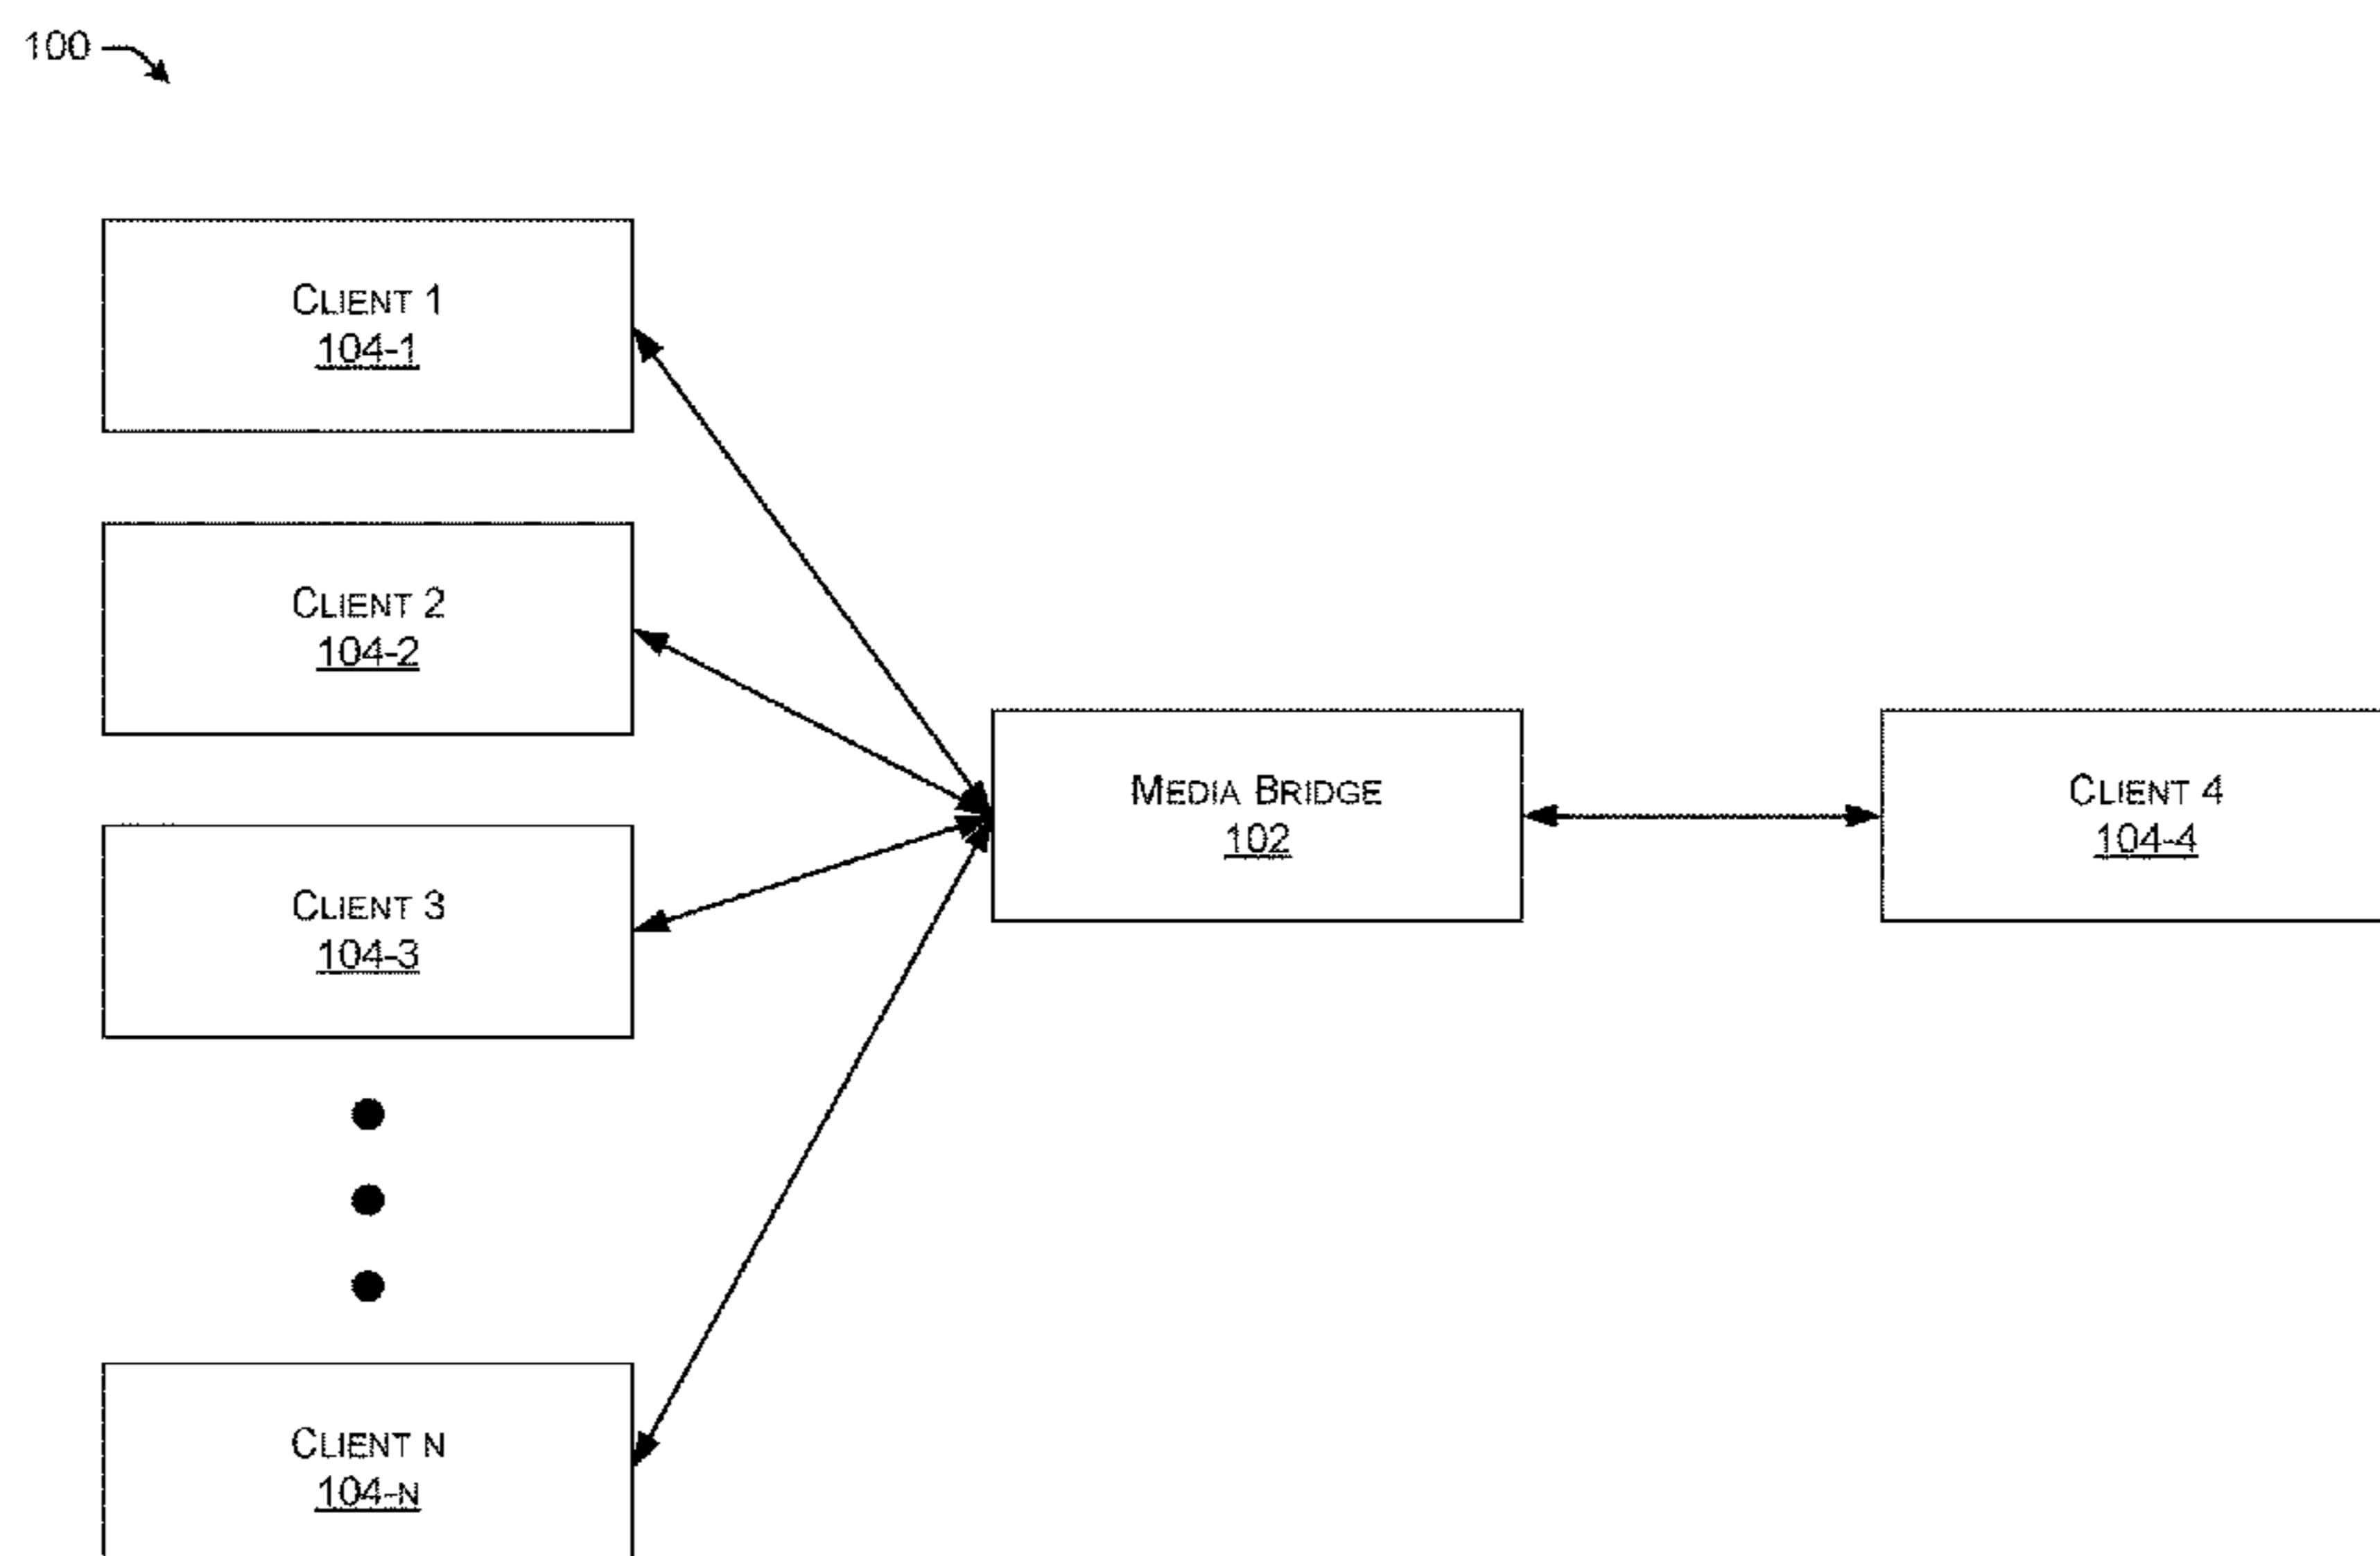 100
CLIENT 1
104-1
CLIENT 2
104-2
CLIENT 3
104-3
MEDIA BRIDGE
102
CLIENT 4
104-4
CLIENT N
104-N